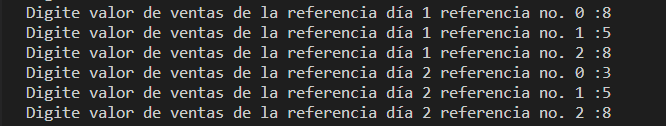 Digite valor de ventas de la referencia día 1 referencia no. 0 :8
Digite valor de ventas de la referencia día 1 referencia no. 1 :5
Digite valor de ventas de la referencia día 1 referencia no. 2 :8
Digite valor de ventas de la referencia día 2 referencia no. 0 :3
Digite valor de ventas de la referencia día 2 referencia no. 1 :5
Digite valor de ventas de la referencia día 2 referencia no. 2 :8